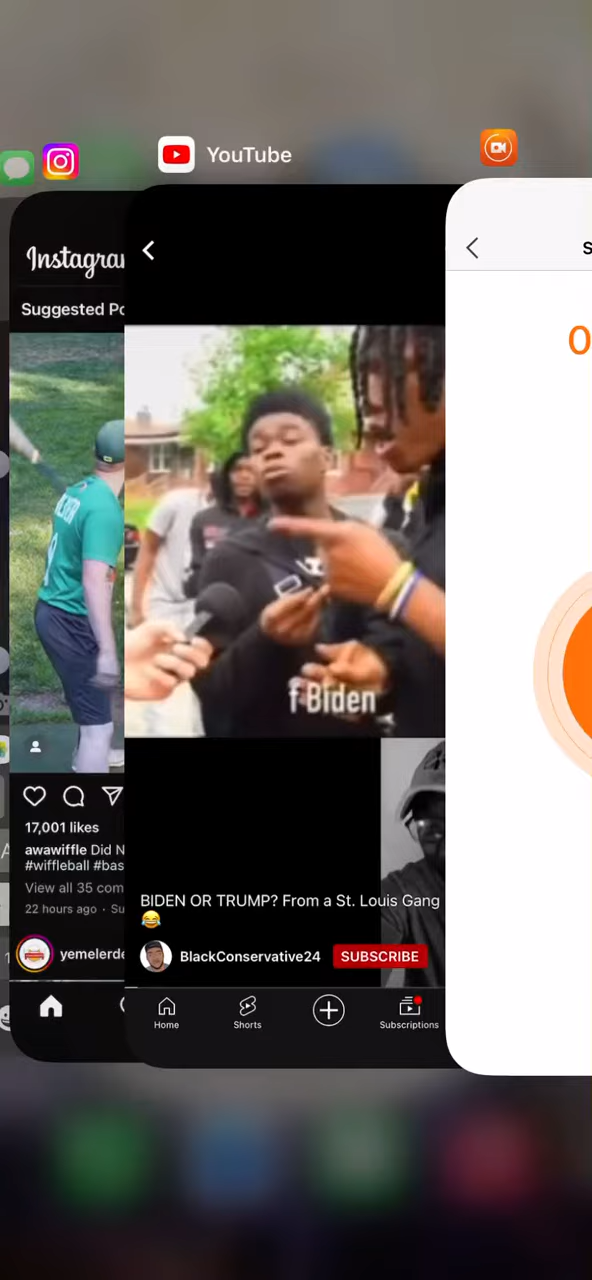 YouTube
Instagra
Suggested Po
f Biden
17,001 likes
awawiffle Did N
#wiffleball #bas
View all 35 com
22 hours ago · Su
yemelerde
BIDEN OR TRUMP? From a St. Louis Gang
😂
BlackConservative24
SUBSCRIBE
Home
Shorts
Subscriptions
S
0